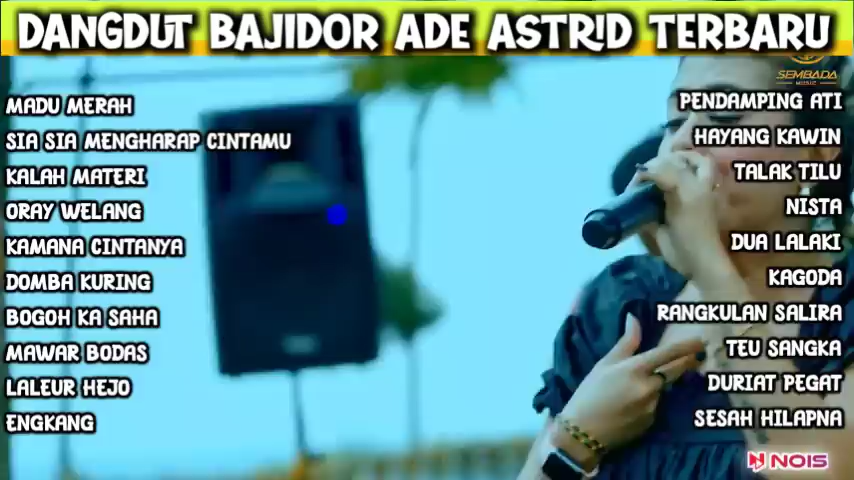 DANGDUT BAJIDOR ADE ASTRID TERBARU
SEMBADA
MUSIC
MADU MERAH
SIA SIA MENGHARAP CINTAMU
KALAH MATERI
ORAY WELANG
KAMANA CINTANYA
DOMBA KURING
BOGOH KA SAHA
MAWAR BODAS
LALEUR HEJO
ENGKANG
PENDAMPING ATI
HAYANG KAWIN
TALAK TILU
NISTA
DUA LALAKI
KAGODA
RANGKULAN SALIRA
TEU SANGKA
DURIAT PEGAT
SESAH HILAPNA
NOIS